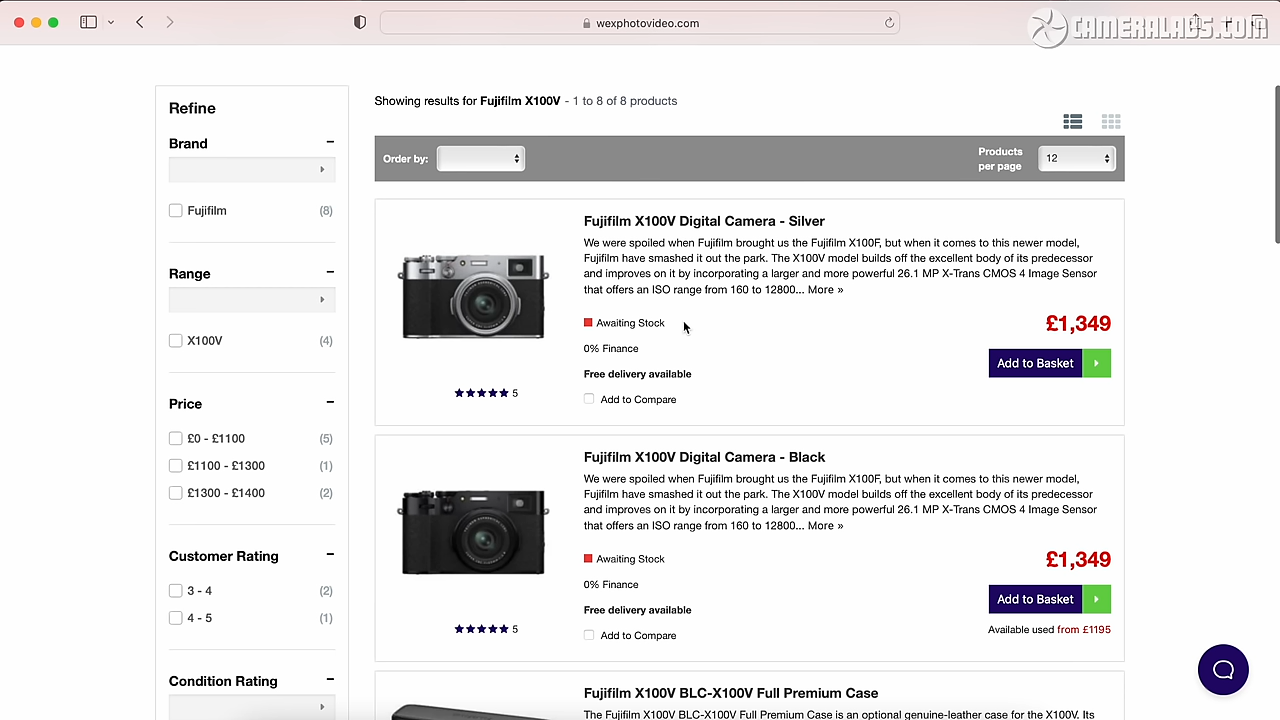 wexphotovideo.com
CAMERALABS.COM
Refine
Brand
Fujifilm (8)
Range
X100V (4)
Price
£0 - £1100 (5)
£1100 - £1300 (1)
£1300 - £1400 (2)
Customer Rating
3 - 4 (2)
4 - 5 (1)
Condition Rating
Showing results for Fujifilm X100V - 1 to 8 of 8 products
Order by:
Products
per page
12
Fujifilm X100V Digital Camera - Silver
We were spoiled when Fujifilm brought us the Fujifilm X100F, but when it comes to this newer model,
Fujifilm have smashed it out the park. The X100V model builds off the excellent body of its predecessor
and improves on it by incorporating a larger and more powerful 26.1 MP X-Trans CMOS 4 Image Sensor
that offers an ISO range from 160 to 12800... More »
Awaiting Stock
0% Finance
Free delivery available
Add to Compare
5
£1,349
Add to Basket
Fujifilm X100V Digital Camera - Black
We were spoiled when Fujifilm brought us the Fujifilm X100F, but when it comes to this newer model,
Fujifilm have smashed it out the park. The X100V model builds off the excellent body of its predecessor
and improves on it by incorporating a larger and more powerful 26.1 MP X-Trans CMOS 4 Image Sensor
that offers an ISO range from 160 to 12800... More »
Awaiting Stock
0% Finance
Free delivery available
Add to Compare
5
£1,349
Add to Basket
Available used from £1195
Fujifilm X100V BLC-X100V Full Premium Case
The Fujifilm X100V BLC-X100V Full Premium Case is an optional genuine-leather case for the X100V. Its